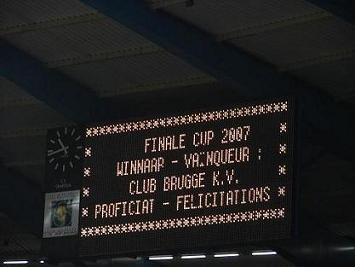 FINALE CUP 2007
WINNAAR - VAINQUEUR :
CLUB BRUGGE K.V.
PROFICIAT - FELICITATIONS